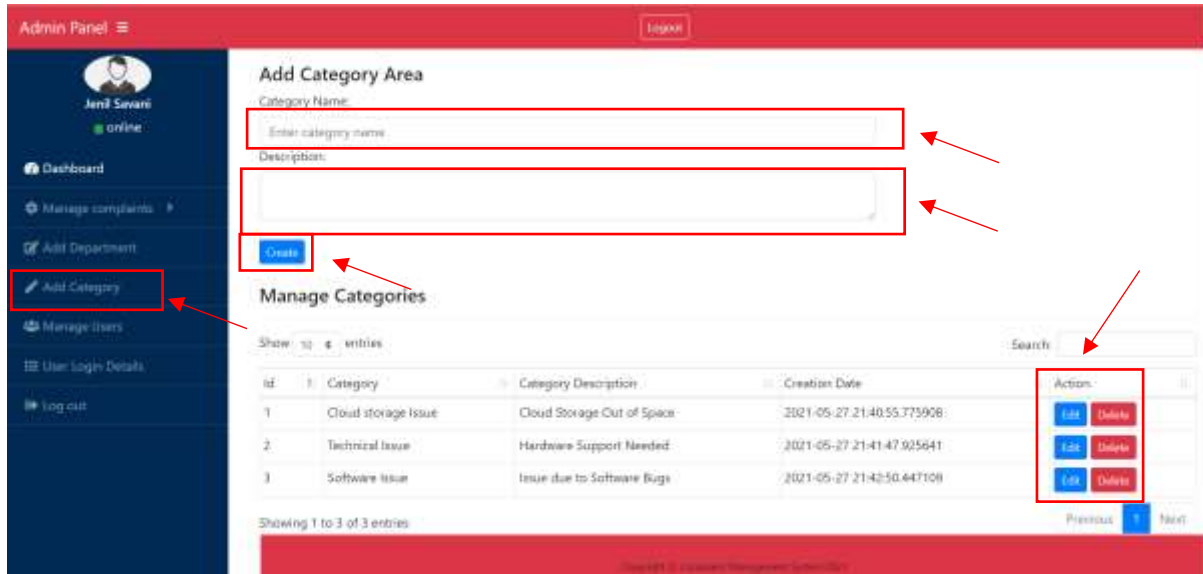 Admin Panel
Logout
Jenil Savani
online
Dashboard
Manage complaints
Add Department
Add Category
Manage Users
User Login Details
Log out
Add Category Area
Category Name:
Enter category name
Description:
Create
Manage Categories
Show 10 entries
Search:
Id Category Category Description Creation Date Action
1 Cloud storage Issue Cloud Storage Out of Space 2021-05-27 21:40:55.775908 Edit Delete
2 Technical Issue Hardware Support Needed 2021-05-27 21:41:47.925641 Edit Delete
3 Software Issue Issue due to Software Bugs 2021-05-27 21:42:50.447109 Edit Delete
Showing 1 to 3 of 3 entries
Previous 1 Next
Copyright © Complaint Management System